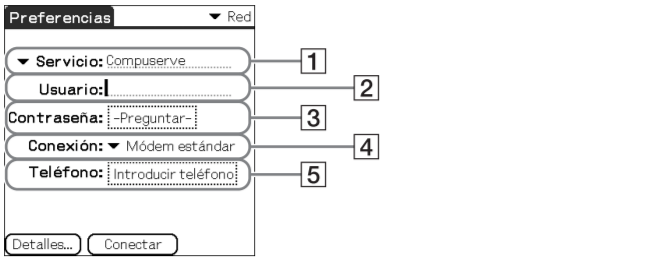 Preferencias ▼ Red
▼ Servicio: Compuserve 1
Usuario: 2
Contraseña: -Preguntar- 3
Conexión: ▼ Módem estándar 4
Teléfono: Introducir teléfono 5
Detalles... Conectar